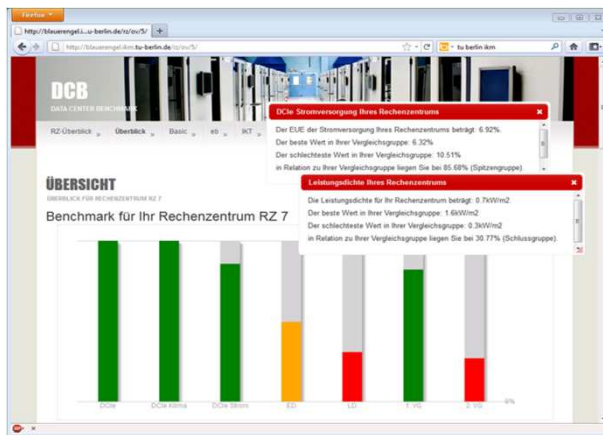 Firefox
http://blauerengel.i...u-berlin.de/rz/ov/5/
http://blauerengel.ikm.tu-berlin.de/rz/ov/5/
tu berlin ikm
DCB
DATA CENTER BENCHMARK
RZ-Überblick » Überblick » Basic » eti » IKT »
DCIe Stromversorgung Ihres Rechenzentrums
Der EUE der Stromversorgung Ihres Rechenzentrums beträgt: 6.92%.
Der beste Wert in Ihrer Vergleichsgruppe: 6.32%
Der schlechteste Wert in Ihrer Vergleichsgruppe: 10.51%
in Relation zu Ihrer Vergleichsgruppe liegen Sie bei 85.68% (Spitzengruppe).
Leistungsdichte Ihres Rechenzentrums
Die Leistungsdichte für Ihr Rechenzentrum beträgt: 0.7kW/m2
Der beste Wert in Ihrer Vergleichsgruppe: 1.6kW/m2
Der schlechteste Wert in Ihrer Vergleichsgruppe: 0.3kW/m2
in Relation zu Ihrer Vergleichsgruppe liegen Sie bei 30.77% (Schlussgruppe).
ÜBERSICHT
ÜBERBLICK FÜR RECHENZENTRUM RZ 7
Benchmark für Ihr Rechenzentrum RZ 7
DCIe
DCIe Klima
DCIe Strom
ED
LD
1. VG
2. VG
0%